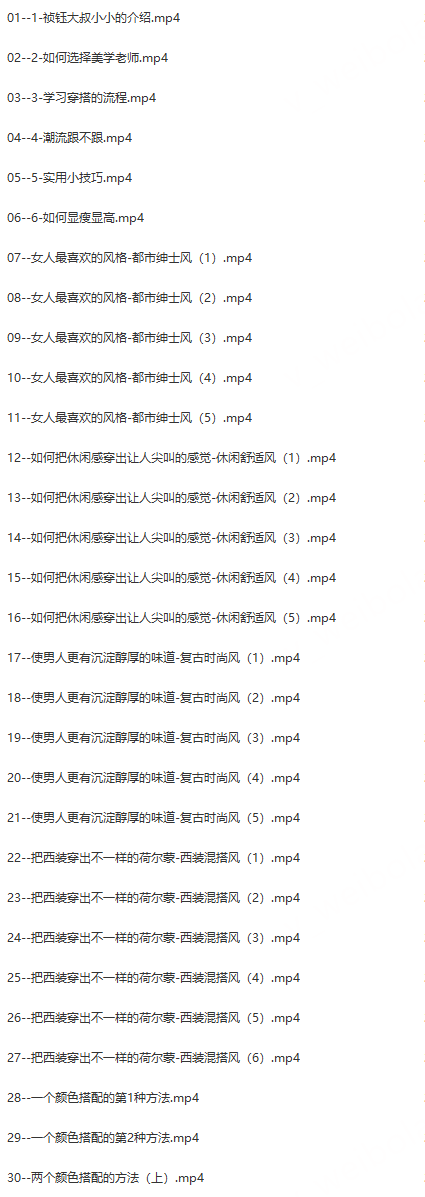 01--1-祯钰大叔小小的介绍.mp4
02--2-如何选择美学老师.mp4
03--3-学习穿搭的流程.mp4
04--4-潮流跟不跟.mp4
05--5-实用小技巧.mp4
06--6-如何显瘦显高.mp4
07--女人最喜欢的风格-都市绅士风（1）.mp4
08--女人最喜欢的风格-都市绅士风（2）.mp4
09--女人最喜欢的风格-都市绅士风（3）.mp4
10--女人最喜欢的风格-都市绅士风（4）.mp4
11--女人最喜欢的风格-都市绅士风（5）.mp4
12--如何把休闲感穿出让人尖叫的感觉-休闲舒适风（1）.mp4
13--如何把休闲感穿出让人尖叫的感觉-休闲舒适风（2）.mp4
14--如何把休闲感穿出让人尖叫的感觉-休闲舒适风（3）.mp4
15--如何把休闲感穿出让人尖叫的感觉-休闲舒适风（4）.mp4
16--如何把休闲感穿出让人尖叫的感觉-休闲舒适风（5）.mp4
17--使男人更有沉淀醇厚的味道-复古时尚风（1）.mp4
18--使男人更有沉淀醇厚的味道-复古时尚风（2）.mp4
19--使男人更有沉淀醇厚的味道-复古时尚风（3）.mp4
20--使男人更有沉淀醇厚的味道-复古时尚风（4）.mp4
21--使男人更有沉淀醇厚的味道-复古时尚风（5）.mp4
22--把西装穿出不一样的荷尔蒙-西装混搭风（1）.mp4
23--把西装穿出不一样的荷尔蒙-西装混搭风（2）.mp4
24--把西装穿出不一样的荷尔蒙-西装混搭风（3）.mp4
25--把西装穿出不一样的荷尔蒙-西装混搭风（4）.mp4
26--把西装穿出不一样的荷尔蒙-西装混搭风（5）.mp4
27--把西装穿出不一样的荷尔蒙-西装混搭风（6）.mp4
28--一个颜色搭配的第1种方法.mp4
29--一个颜色搭配的第2种方法.mp4
30--两个颜色搭配的方法（上）.mp4